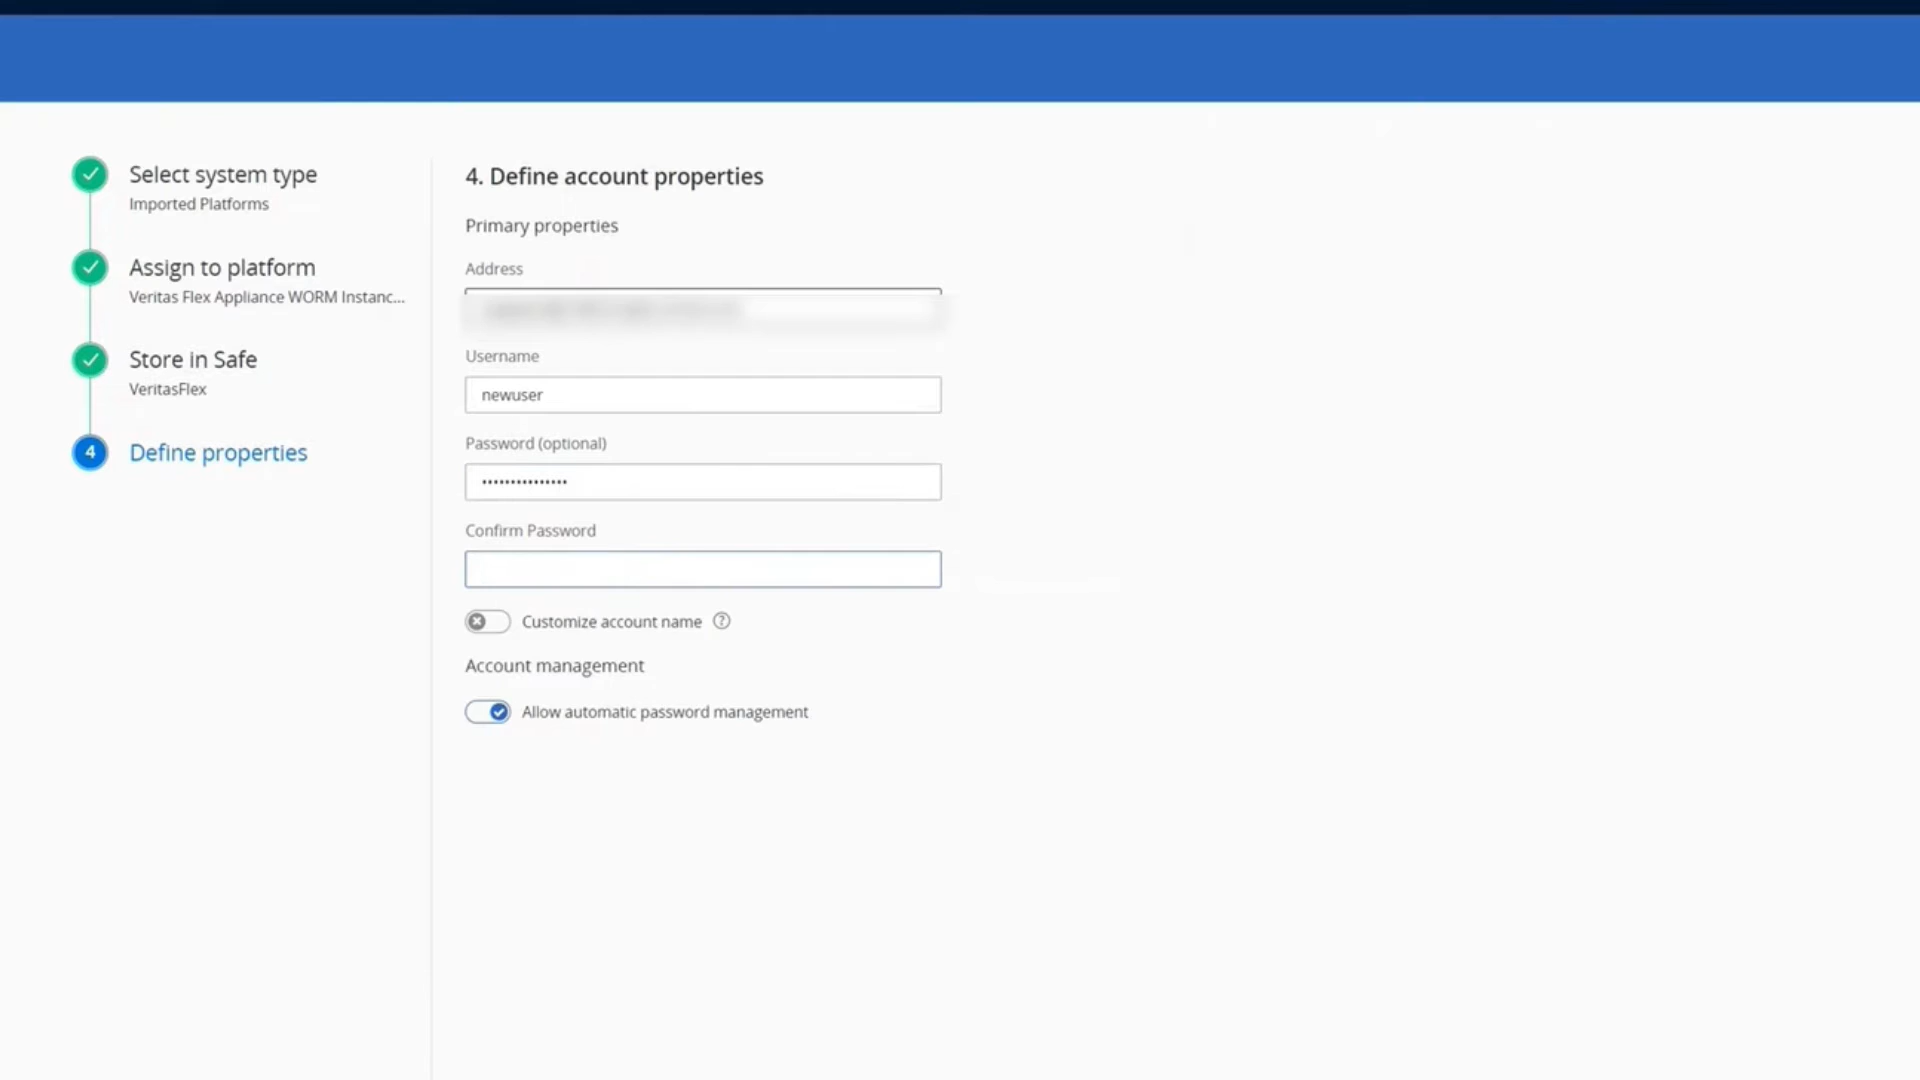 Select system type
Imported Platforms
Assign to platform
Veritas Flex Appliance WORM Instanc...
Store in Safe
VeritasFlex
4
Define properties
4. Define account properties
Primary properties
Address
Username
newuser
Password (optional)
•••••••••••••••
Confirm Password
Customize account name ?
Account management
Allow automatic password management